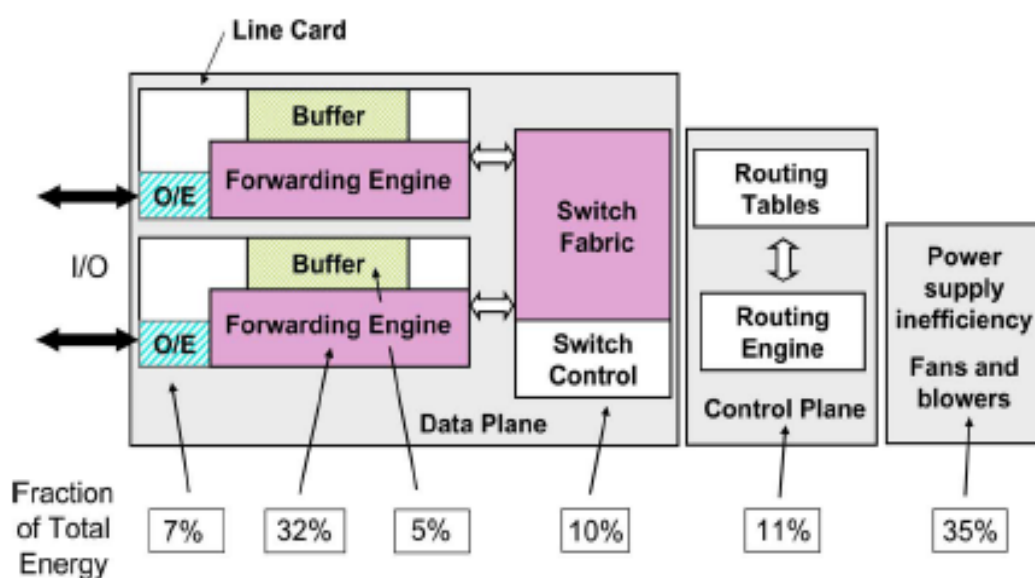 Line Card
Buffer
Forwarding Engine
O/E
I/O
Buffer
Forwarding Engine
O/E
Switch
Fabric
Switch
Control
Data Plane
Routing
Tables
Routing
Engine
Control Plane
Power
supply
inefficiency
Fans and
blowers
Fraction
of Total
Energy
7%
32%
5%
10%
11%
35%